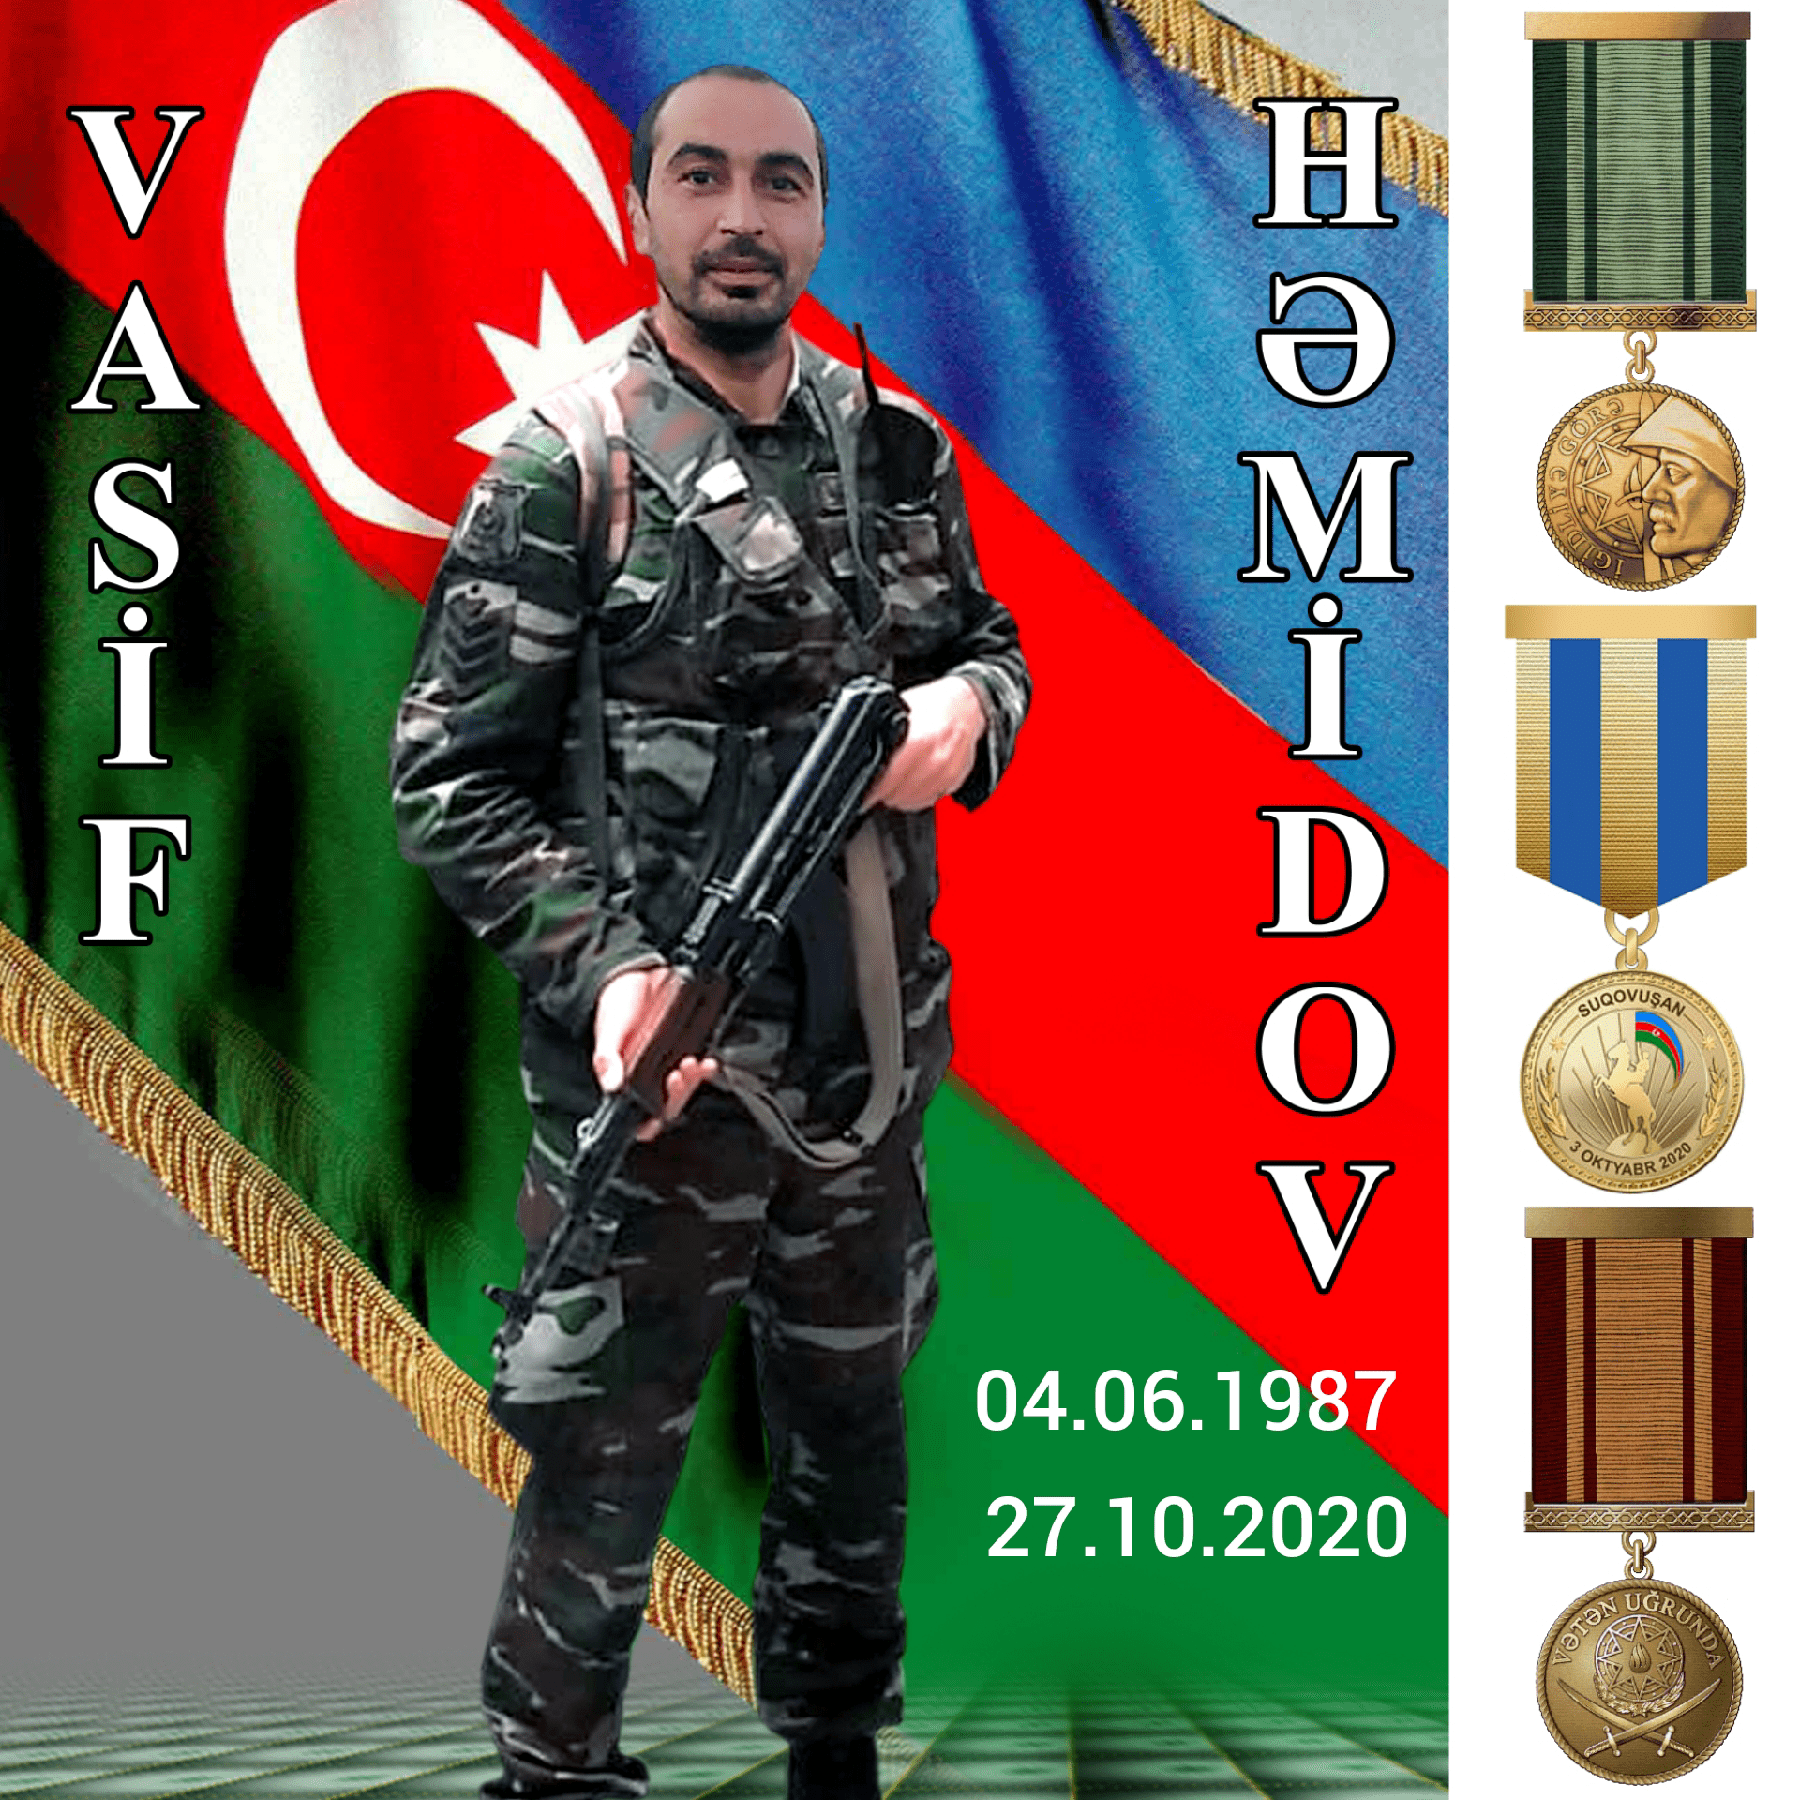 VASİF
HƏMİDOV
04.06.1987
27.10.2020
İGİDLİYƏ GÖRƏ
SUQOVUŞAN
3 OKTYABR 2020
VƏTƏN UĞRUNDA